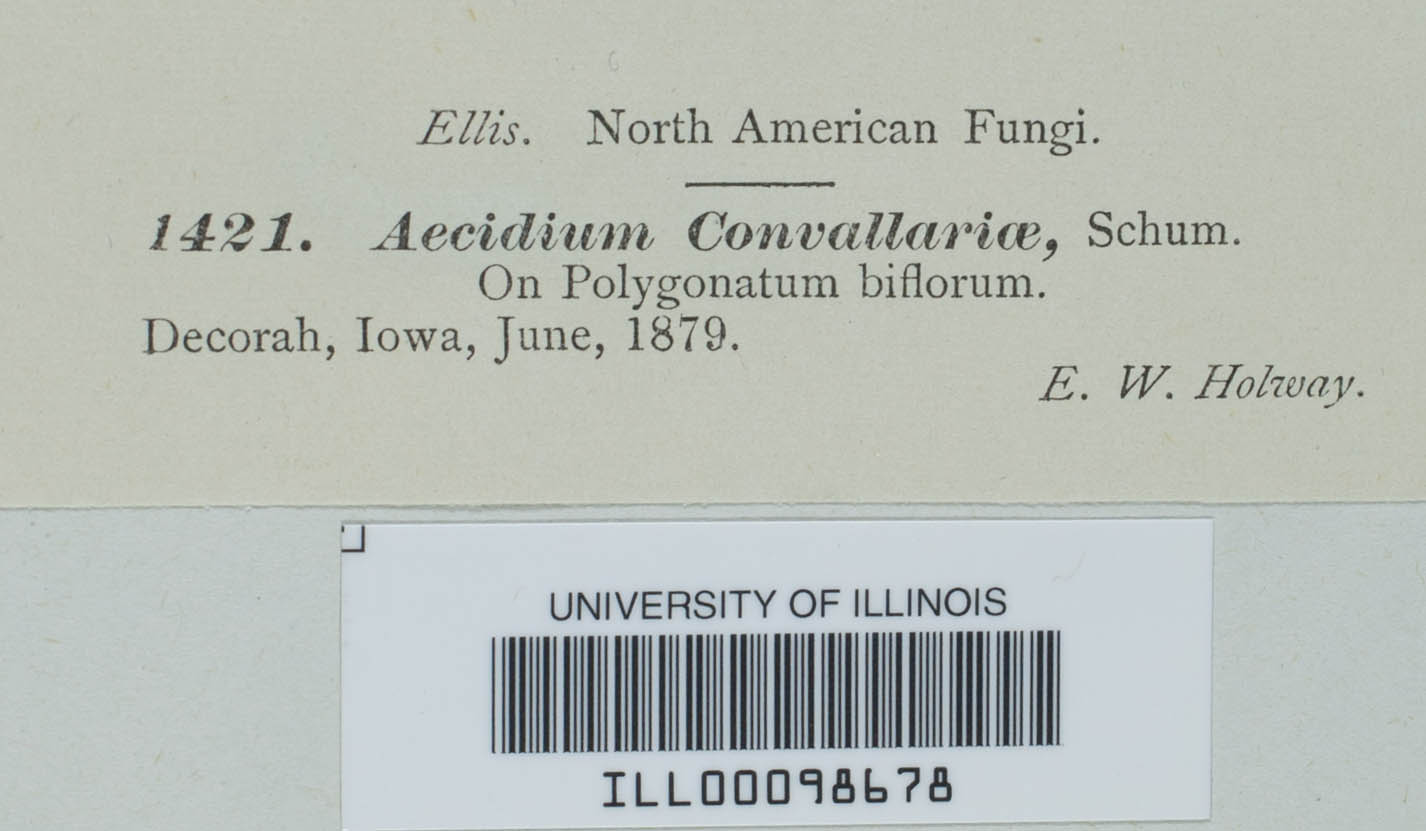 Ellis. North American Fungi.
1421. Aecidium Convallariæ, Schum.
On Polygonatum biflorum.
Decorah, Iowa, June, 1879.
E. W. Holway.
UNIVERSITY OF ILLINOIS
ILL00098678